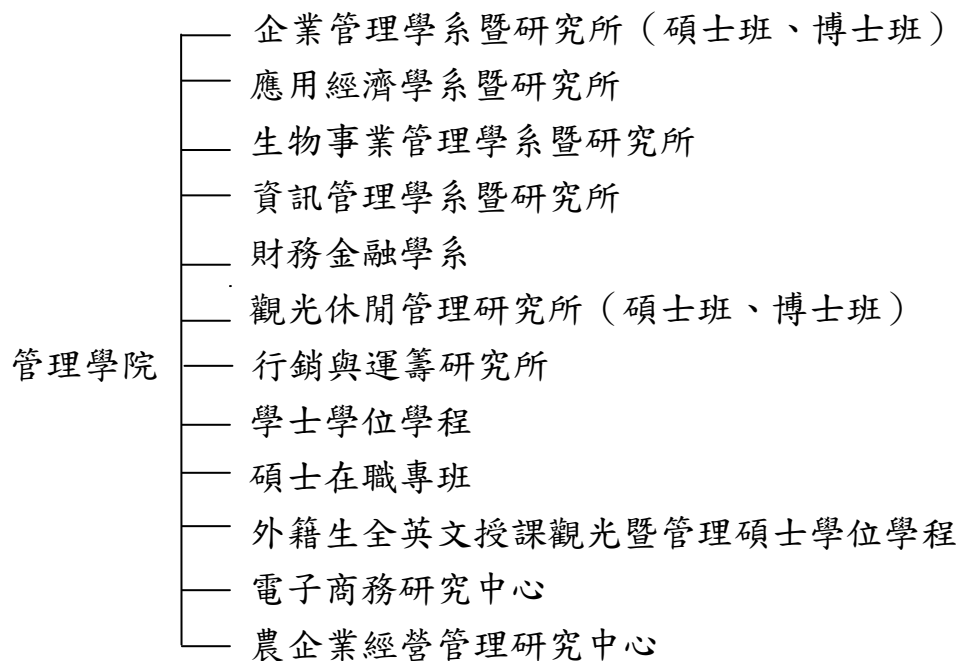 企業管理學系暨研究所（碩士班、博士班）
應用經濟學系暨研究所
生物事業管理學系暨研究所
資訊管理學系暨研究所
財務金融學系
觀光休閒管理研究所（碩士班、博士班）
管理學院
行銷與運籌研究所
學士學位學程
碩士在職專班
外籍生全英文授課觀光暨管理碩士學位學程
電子商務研究中心
農企業經營管理研究中心